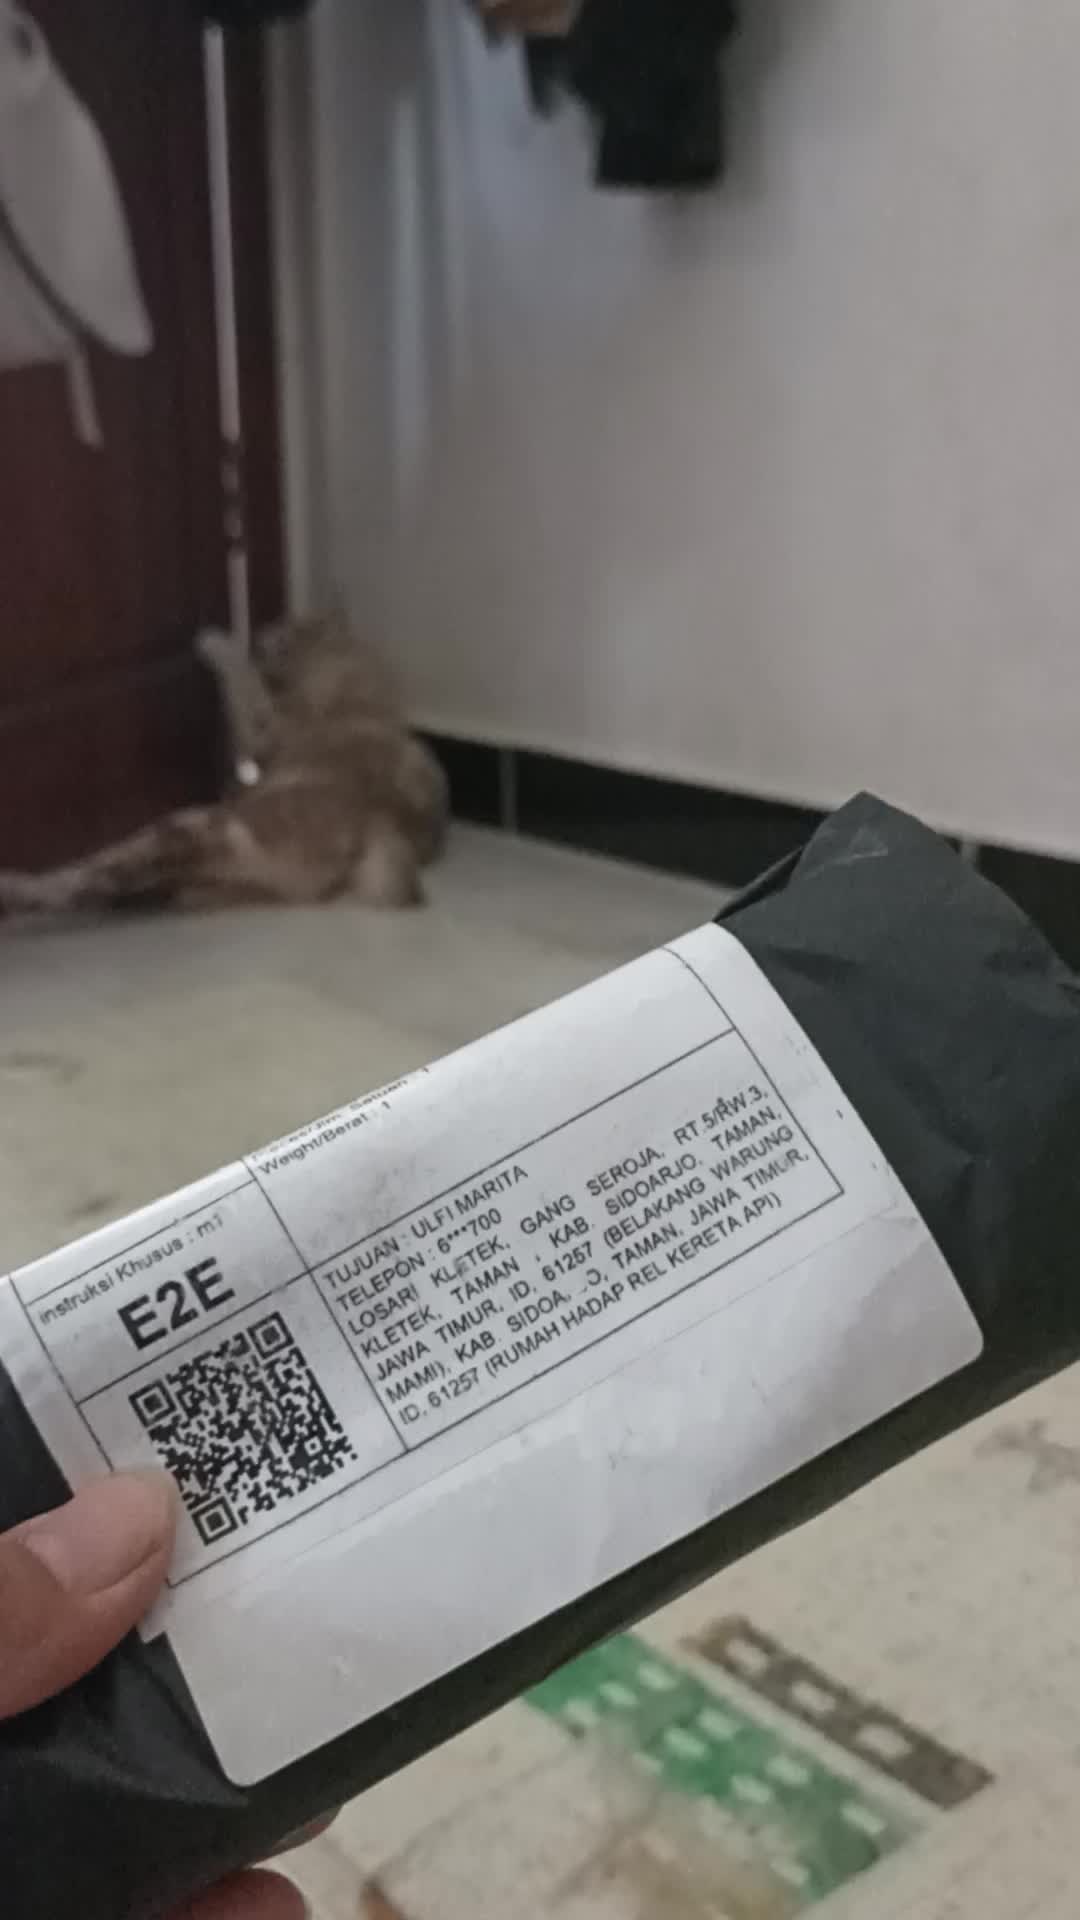 Weight/Berat : 1
Instruksi Khusus : m1
E2E
TUJUAN : ULFI MARITA
TELEPON : 6***700
LOSARI KLETEK, GANG SEROJA, RT.5/RW.3,
KLETEK, TAMAN , KAB. SIDOARJO, TAMAN,
JAWA TIMUR, ID, 61257 (BELAKANG WARUNG
MAMI), KAB. TAMAN, JAWA TIMUR,
ID, 61257 (RUMAH HADAP REL KERETA API)